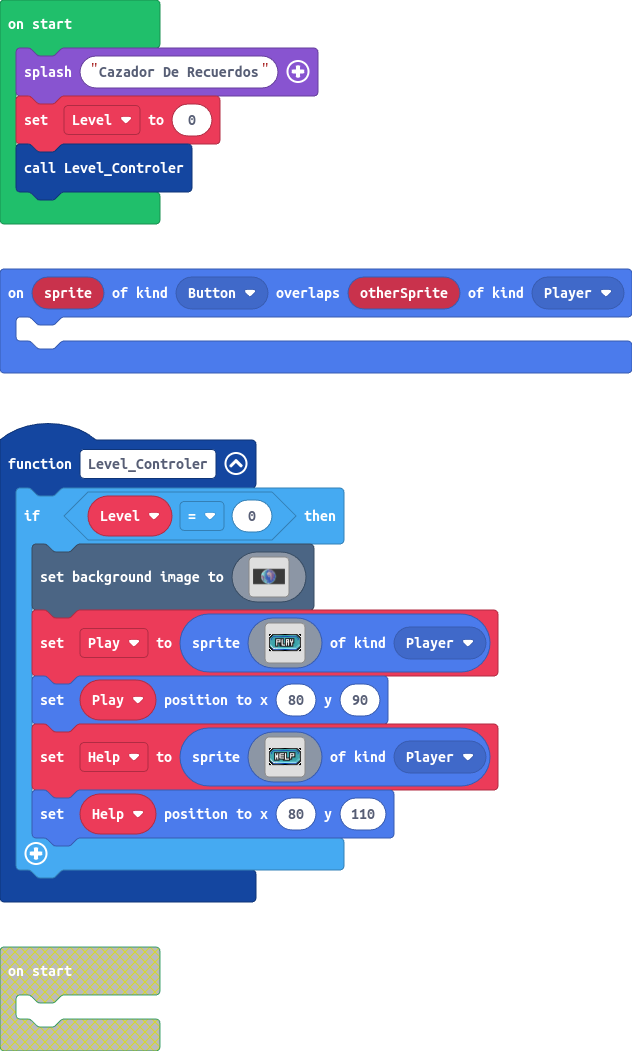 on start
splash "Cazador De Recuerdos"
set Level to 0
call Level_Controler
on sprite of kind Button overlaps otherSprite of kind Player
function Level_Controler
if Level = 0 then
set background image to
set Play to sprite PLAY of kind Player
set Play position to x 80 y 90
set Help to sprite HELP of kind Player
set Help position to x 80 y 110
on start